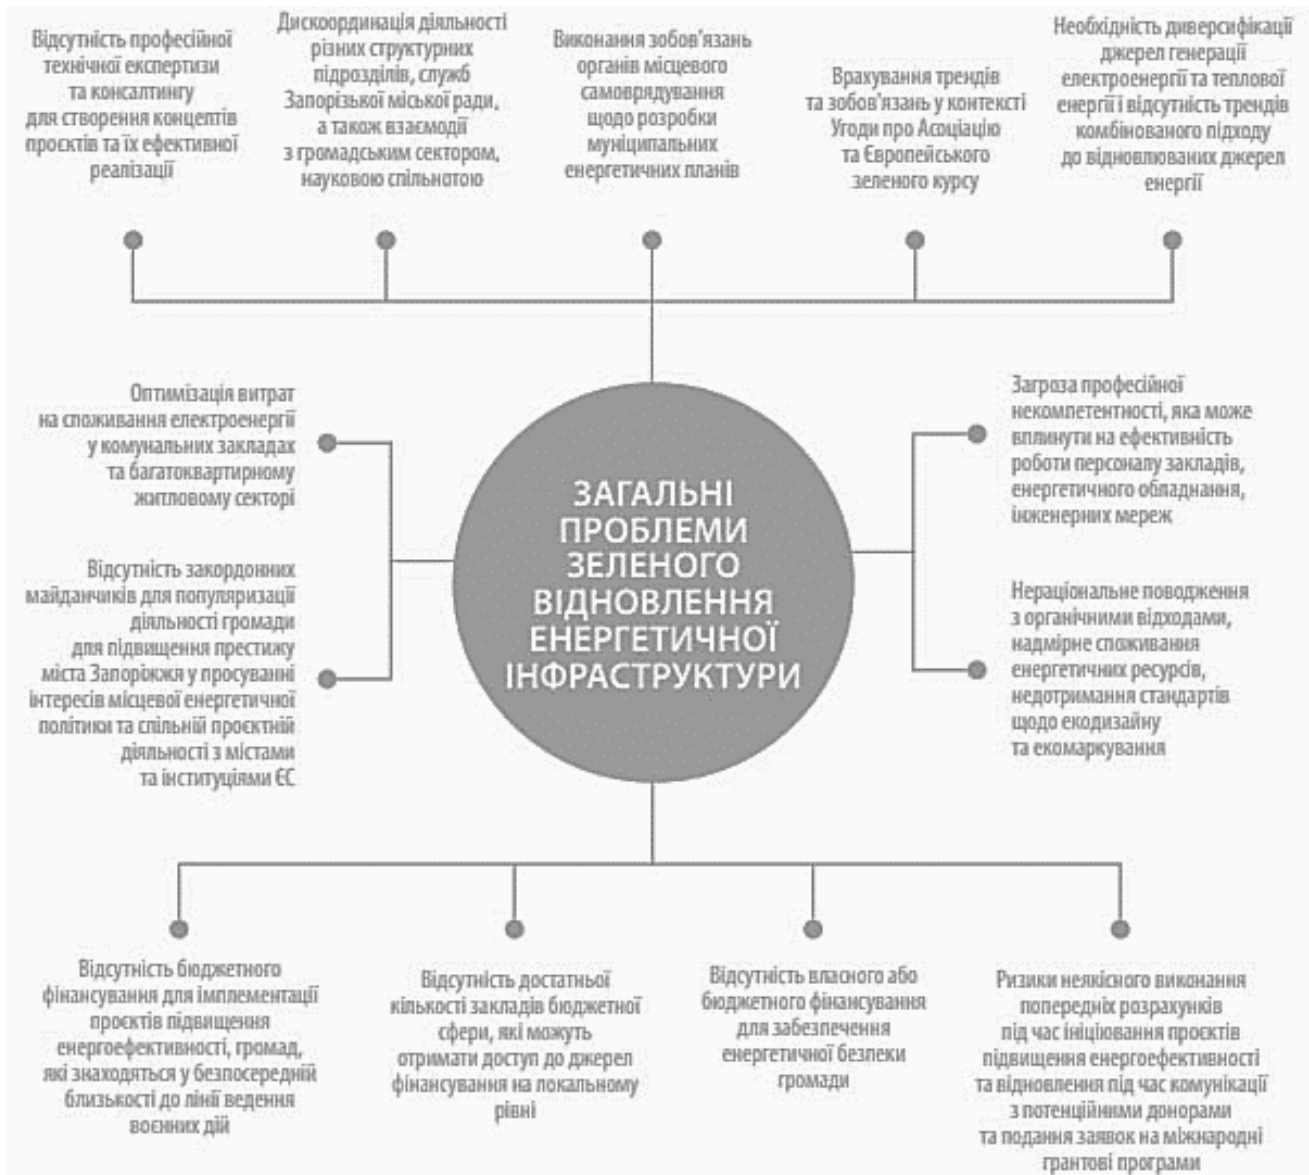 Відсутність професійної
технічної експертизи
та консалтингу
для створення концептів
проєктів та їх ефективної
реалізації
Дискоординація діяльності
різних структурних
підрозділів, служб
Запорізької міської ради,
а також взаємодії
з громадським сектором,
науковою спільнотою
Виконання зобов'язань
органів місцевого
самоврядування
щодо розробки
муніципальних
енергетичних планів
Врахування трендів
та зобов'язань у контексті
Угоди про Асоціацію
та Європейського
зеленого курсу
Необхідність диверсифікації
джерел генерації
електроенергії та теплової
енергії і відсутність трендів
комбінованого підходу
до відновлюваних джерел
енергії
Оптимізація витрат
на споживання електроенергії
у комунальних закладах
та багатоквартирному
житловому секторі
Відсутність закордонних
майданчиків для популяризації
діяльності громади
для підвищення престижу
міста Запоріжжя у просуванні
інтересів місцевої енергетичної
політики та спільній проєктній
діяльності з містами
та інституціями ЄС
ЗАГАЛЬНІ
ПРОБЛЕМИ
ЗЕЛЕНОГО
ВІДНОВЛЕННЯ
ЕНЕРГЕТИЧНОЇ
ІНФРАСТРУКТУРИ
Загроза професійної
некомпетентності, яка може
вплинути на ефективність
роботи персоналу закладів,
енергетичного обладнання,
інженерних мереж
Нераціональне поводження
з органічними відходами,
надмірне споживання
енергетичних ресурсів,
недотримання стандартів
щодо екодизайну
та екомаркування
Відсутність бюджетного
фінансування для імплементації
проєктів підвищення
енергоефективності, громад,
які знаходяться у безпосередній
близькості до лінії ведення
воєнних дій
Відсутність достатньої
кількості закладів бюджетної
сфери, які можуть
отримати доступ до джерел
фінансування на локальному
рівні
Відсутність власного або
бюджетного фінансування
для забезпечення
енергетичної безпеки
громади
Ризики неякісного виконання
попередніх розрахунків
під час ініціювання проєктів
підвищення енергоефективності
та відновлення під час комунікації
з потенційними донорами
та подання заявок на міжнародні
грантові програми